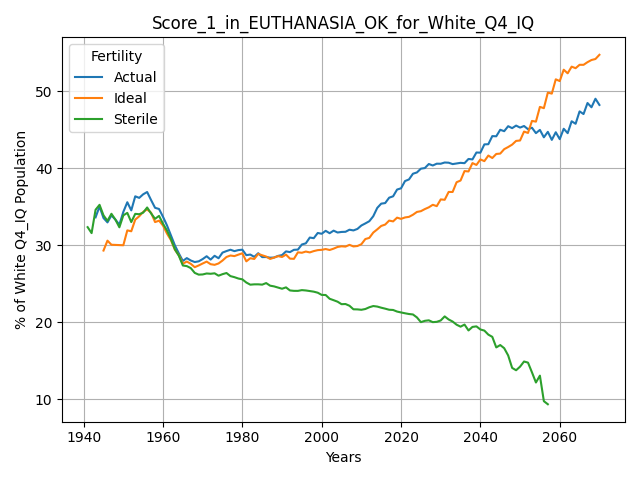 Score_1_in_EUTHANASIA_OK_for_White_Q4_IQ
Fertility
Actual
Ideal
Sterile
% of White Q4_IQ Population
50
40
30
20
10
1940 1960 1980 2000 2020 2040 2060
Years